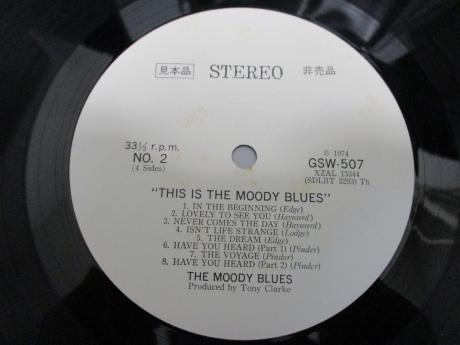 見本品 STEREO 非売品
33⅓ r.p.m. ℗ 1974
NO. 2 GSW-507
(4 Sides) XZAL 13344
(SDLBT 3293) Th
"THIS IS THE MOODY BLUES"
1. IN THE BEGINNING (Edge)
2. LOVELY TO SEE YOU (Hayward)
3. NEVER COMES THE DAY (Hayward)
4. ISN'T LIFE STRANGE (Lodge)
5. THE DREAM (Edge)
6. HAVE YOU HEARD (Part 1) (Pinder)
7. THE VOYAGE (Pinder)
8. HAVE YOU HEARD (Part 2) (Pinder)
THE MOODY BLUES
Produced by Tony Clarke